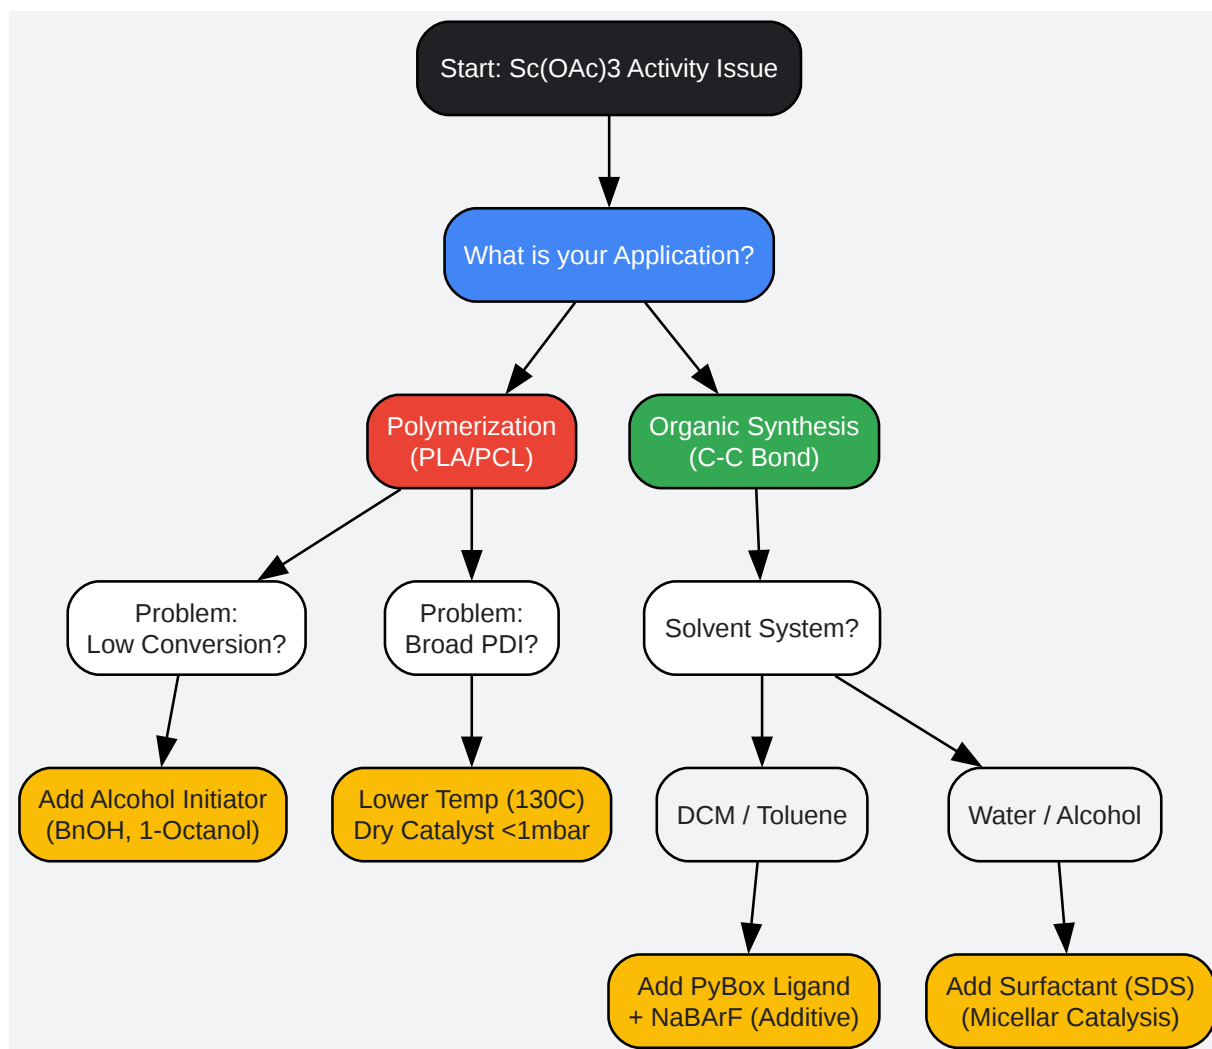 Start: Sc(OAc)3 Activity Issue
What is your Application?
Polymerization
(PLA/PCL)
Organic Synthesis
(C-C Bond)
Problem:
Low Conversion?
Problem:
Broad PDI?
Solvent System?
Add Alcohol Initiator
(BnOH, 1-Octanol)
Lower Temp (130C)
Dry Catalyst <1mbar
DCM / Toluene
Water / Alcohol
Add PyBox Ligand
+ NaBArF (Additive)
Add Surfactant (SDS)
(Micellar Catalysis)